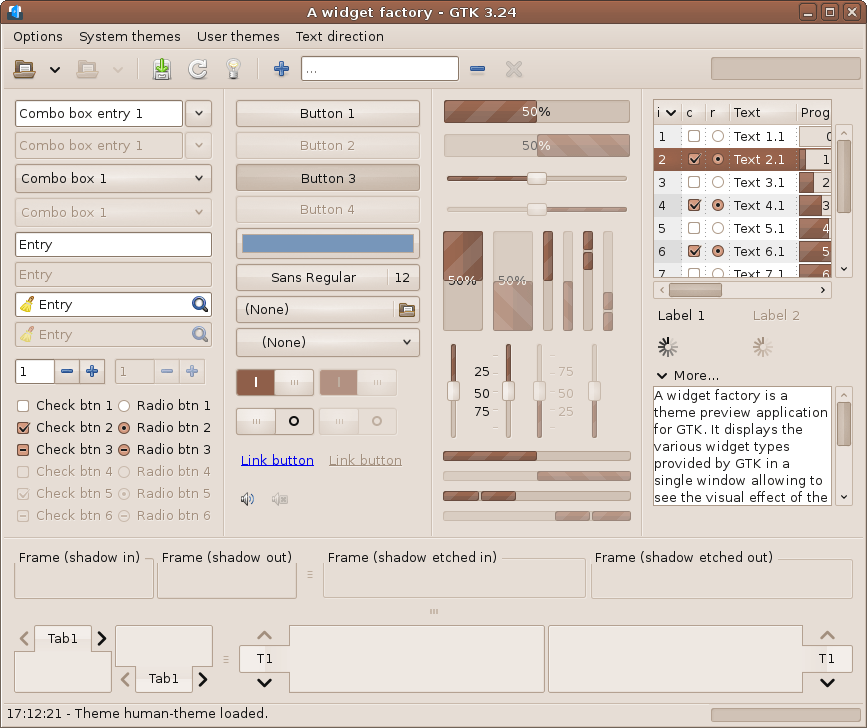 A widget factory - GTK 3.24
Options System themes User themes Text direction
...
Combo box entry 1
Combo box entry 1
Combo box 1
Combo box 1
Entry
Entry
Entry
Entry
1 1
Check btn 1 Radio btn 1
Check btn 2 Radio btn 2
Check btn 3 Radio btn 3
Check btn 4 Radio btn 4
Check btn 5 Radio btn 5
Check btn 6 Radio btn 6
Button 1
Button 2
Button 3
Button 4
Sans Regular 12
(None)
(None)
Link button Link button
50%
50%
50% 50%
25 75
50 50
75 25
i c r Text Prog
1 Text 1.1 0
2 Text 2.1 1
3 Text 3.1 2
4 Text 4.1 3
5 Text 5.1 4
6 Text 6.1 5
7 Text 7.1 6
Label 1 Label 2
More...
A widget factory is a
theme preview application
for GTK. It displays the
various widget types
provided by GTK in a
single window allowing to
see the visual effect of the
Frame (shadow in) Frame (shadow out) Frame (shadow etched in) Frame (shadow etched out)
Tab1
Tab1
T1 T1
17:12:21 - Theme human-theme loaded.